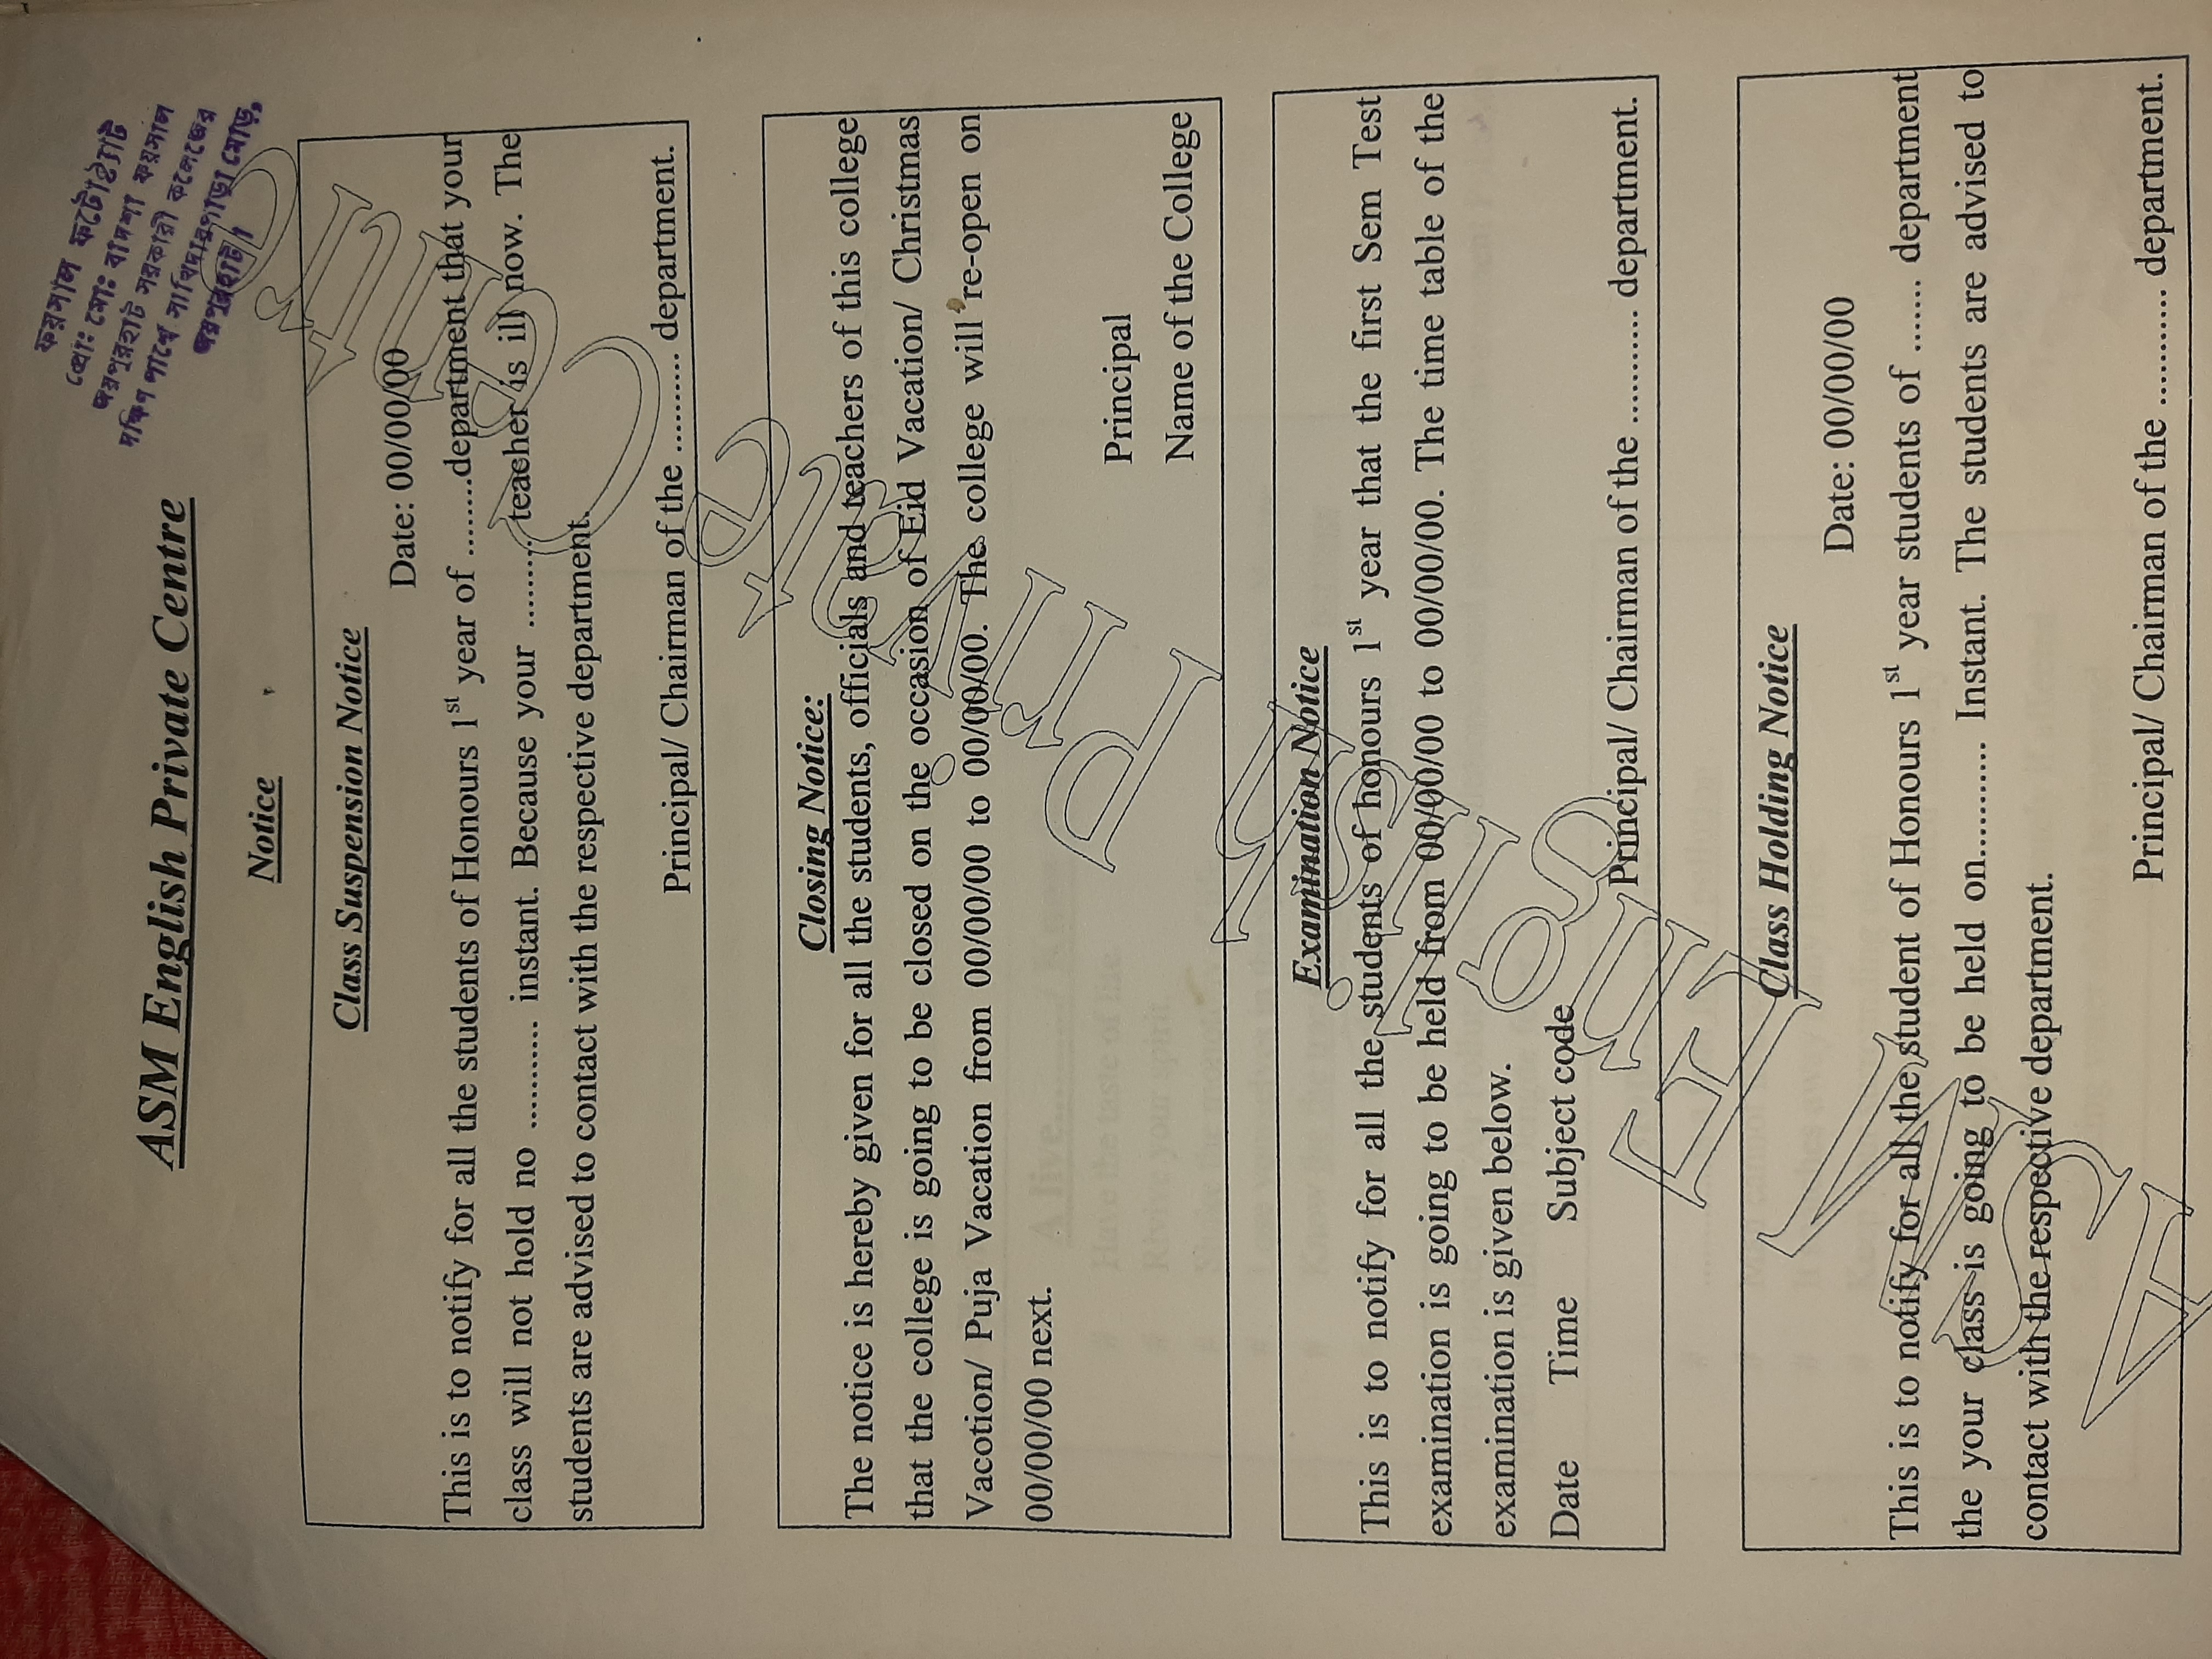 ফয়সাল ফটোষ্ট্যাট
প্রোঃ মোঃ বাদশা ফয়সাল
জয়পুরহাট সরকারী কলেজের
দক্ষিণ পার্শ্বে সাখিদারপাড়া মোড়,
জয়পুরহাট।
ASM English Private Centre
Notice
Class Suspension Notice
Date: 00/00/00
This is to notify for all the students of Honours 1st year of ........department that your
class will not hold no ........... instant. Because your ......... teacher is ill now. The
students are advised to contact with the respective department.
Principal/ Chairman of the .......... department.
Closing Notice:
The notice is hereby given for all the students, officials and teachers of this college
that the college is going to be closed on the occasion of Eid Vacation/ Christmas
Vacotion/ Puja Vacation from 00/00/00 to 00/00/00. The college will re-open on
00/00/00 next.
Principal
Name of the College
Examination Notice
This is to notify for all the students of honours 1st year that the first Sem Test
examination is going to be held from 00/00/00 to 00/00/00. The time table of the
examination is given below.
Date Time Subject code
Principal/ Chairman of the ........... department.
Class Holding Notice
Date: 00/00/00
This is to notify for all the student of Honours 1st year students of ....... department
the your class is going to be held on........... Instant. The students are advised to
contact with the respective department.
Principal/ Chairman of the ........... department.
ASM English Private Centre